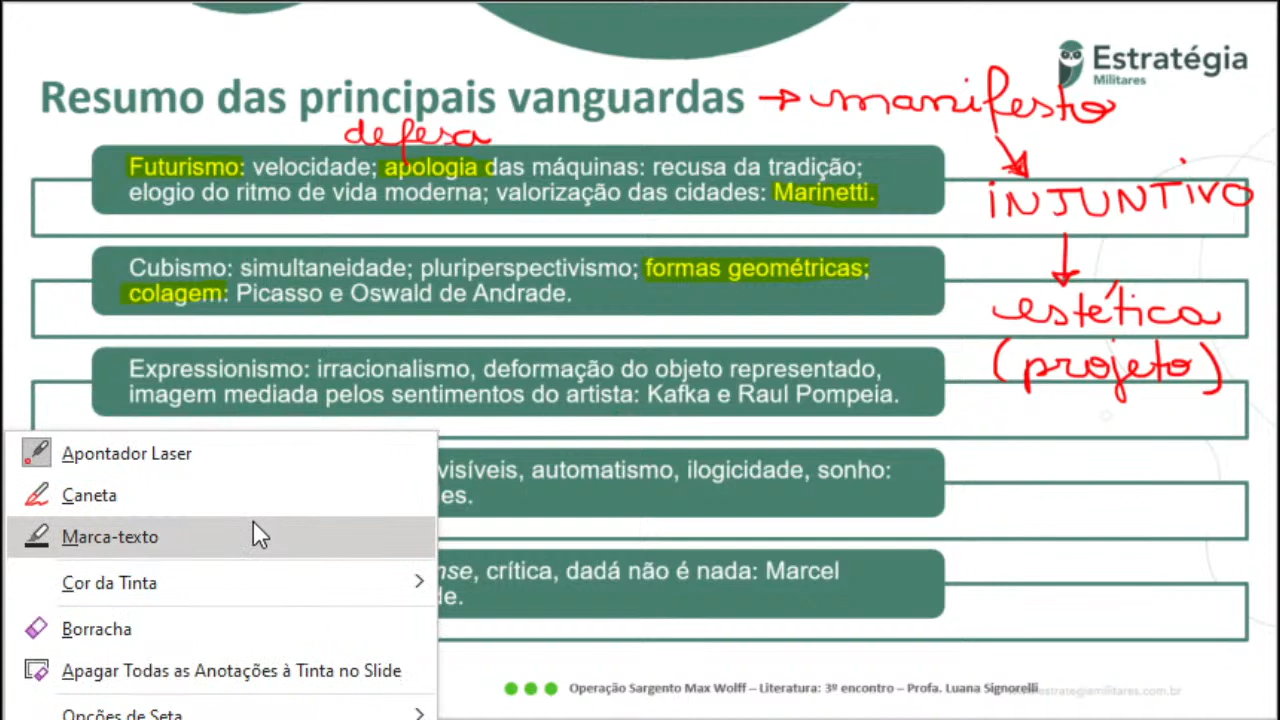 Estratégia
Militares
Resumo das principais vanguardas → manifesto
defesa
Futurismo: velocidade; apologia das máquinas: recusa da tradição;
elogio do ritmo de vida moderna; valorização das cidades: Marinetti.
INJUNTIVO
Cubismo: simultaneidade; pluriperspectivismo; formas geométricas;
colagem: Picasso e Oswald de Andrade.
estética
(projeto)
Expressionismo: irracionalismo, deformação do objeto representado,
imagem mediada pelos sentimentos do artista: Kafka e Raul Pompeia.
Apontador Laser
visíveis, automatismo, ilogicidade, sonho:
es.
Caneta
Marca-texto
nse, crítica, dadá não é nada: Marcel
de.
Cor da Tinta
Borracha
Apagar Todas as Anotações à Tinta no Slide
Opções de Seta
Operação Sargento Max Wolff – Literatura: 3º encontro – Profa. Luana Signorelli
estrategiamilitares.com.br